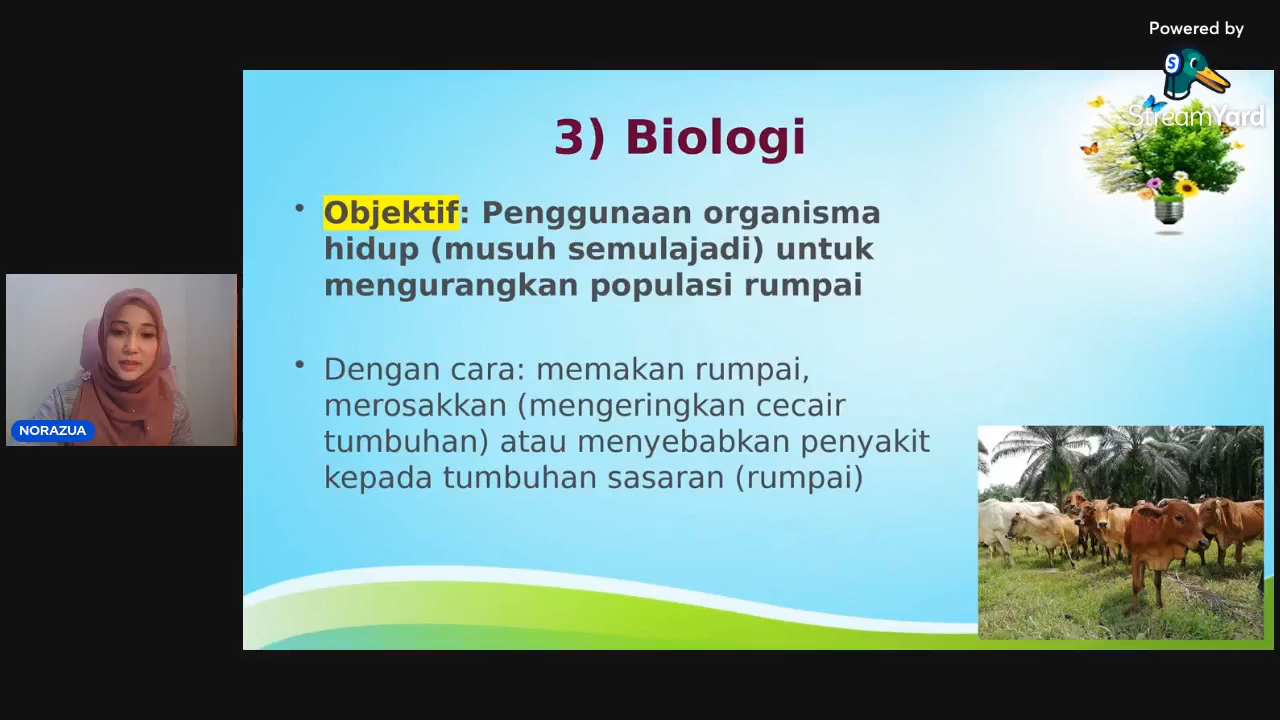 Powered by
S
StreamYard
3) Biologi
• Objektif: Penggunaan organisma
hidup (musuh semulajadi) untuk
mengurangkan populasi rumpai
• Dengan cara: memakan rumpai,
merosakkan (mengeringkan cecair
tumbuhan) atau menyebabkan penyakit
kepada tumbuhan sasaran (rumpai)
NORAZUA